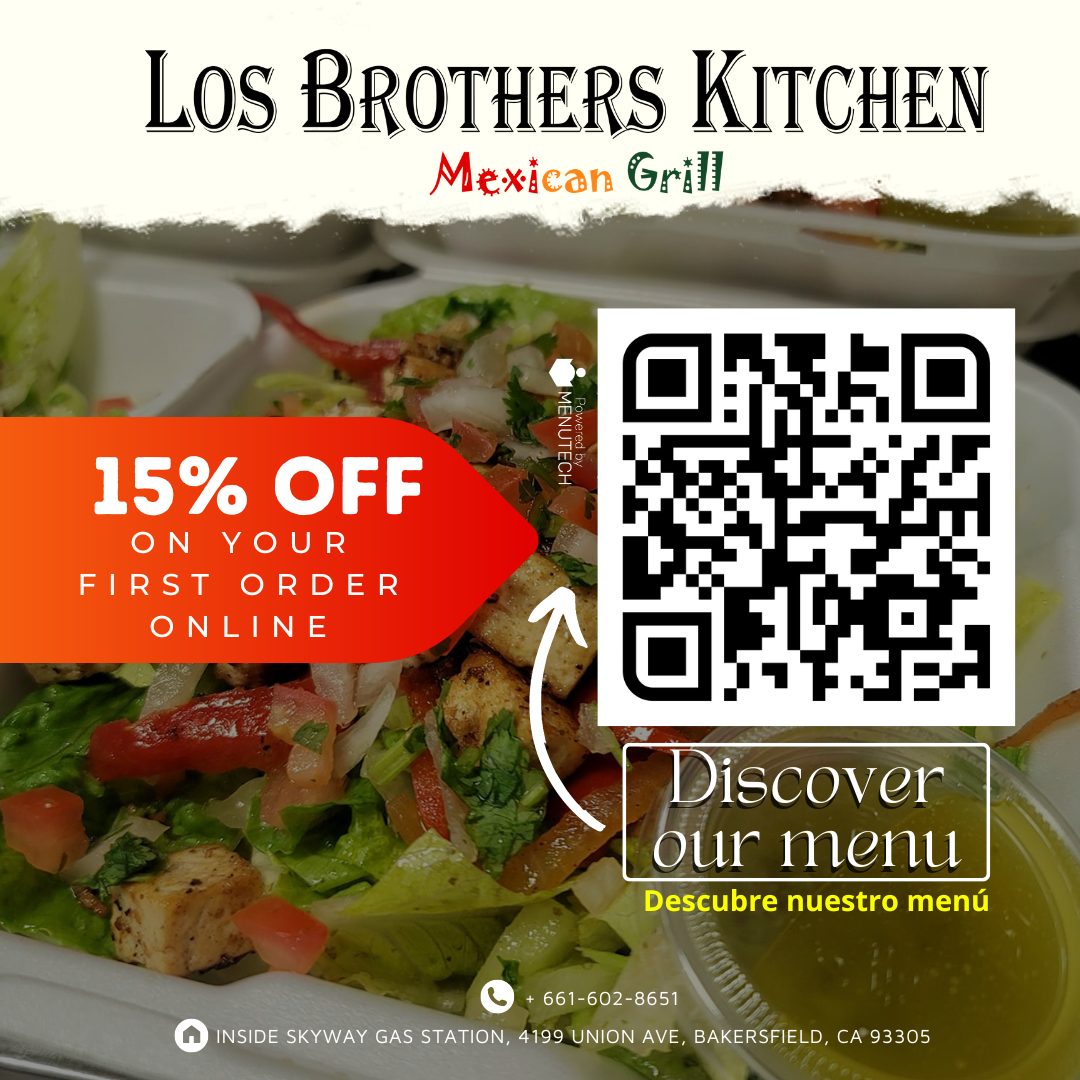 LOS BROTHERS KITCHEN
Mexican Grill
Powered by
MENUTECH
15% OFF
ON YOUR
FIRST ORDER
ONLINE
Discover
our menu
Descubre nuestro menú
+ 661-602-8651
INSIDE SKYWAY GAS STATION, 4199 UNION AVE, BAKERSFIELD, CA 93305